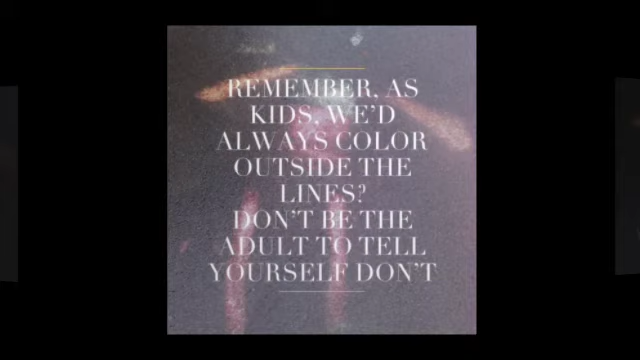 REMEMBER, AS
KIDS, WE'D
ALWAYS COLOR
OUTSIDE THE
LINES?
DON'T BE THE
ADULT TO TELL
YOURSELF DON'T